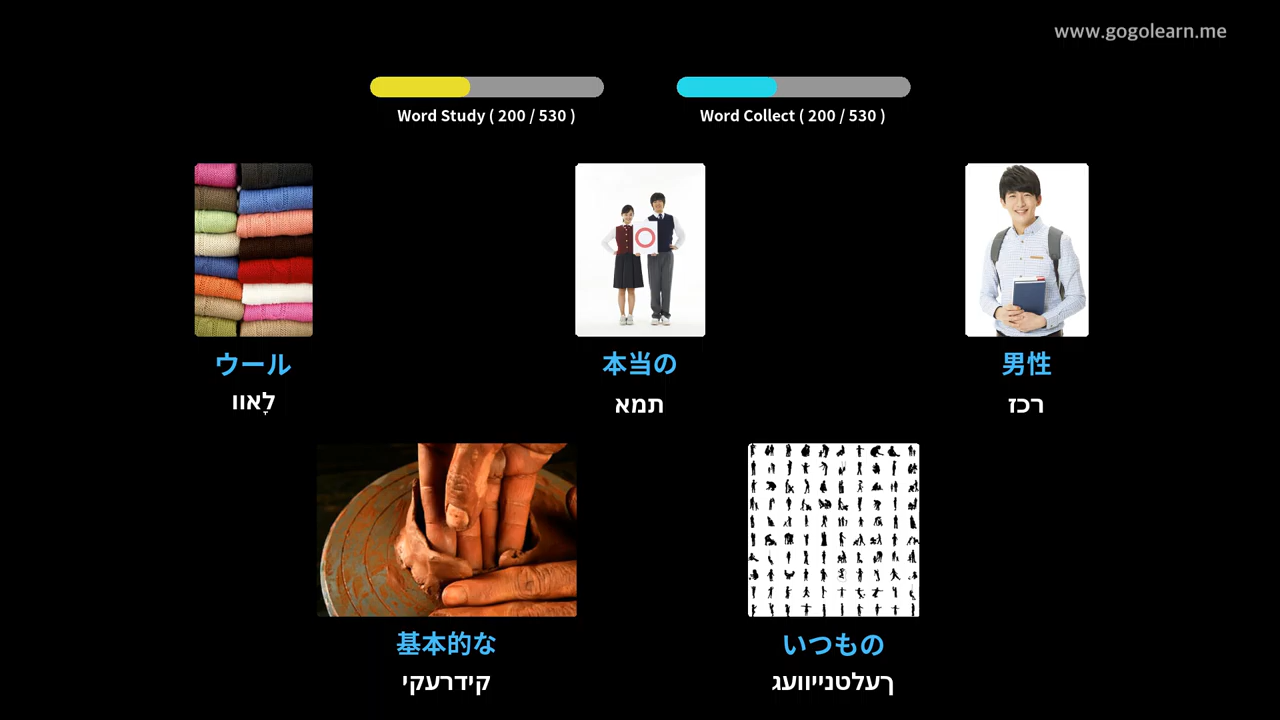 www.gogolearn.me
Word Study ( 200 / 530 )
Word Collect ( 200 / 530 )
ウール
לָאוו
本当の
תמא
男性
רכז
基本的な
קידרעקי
いつもの
ךעלטנייוועג